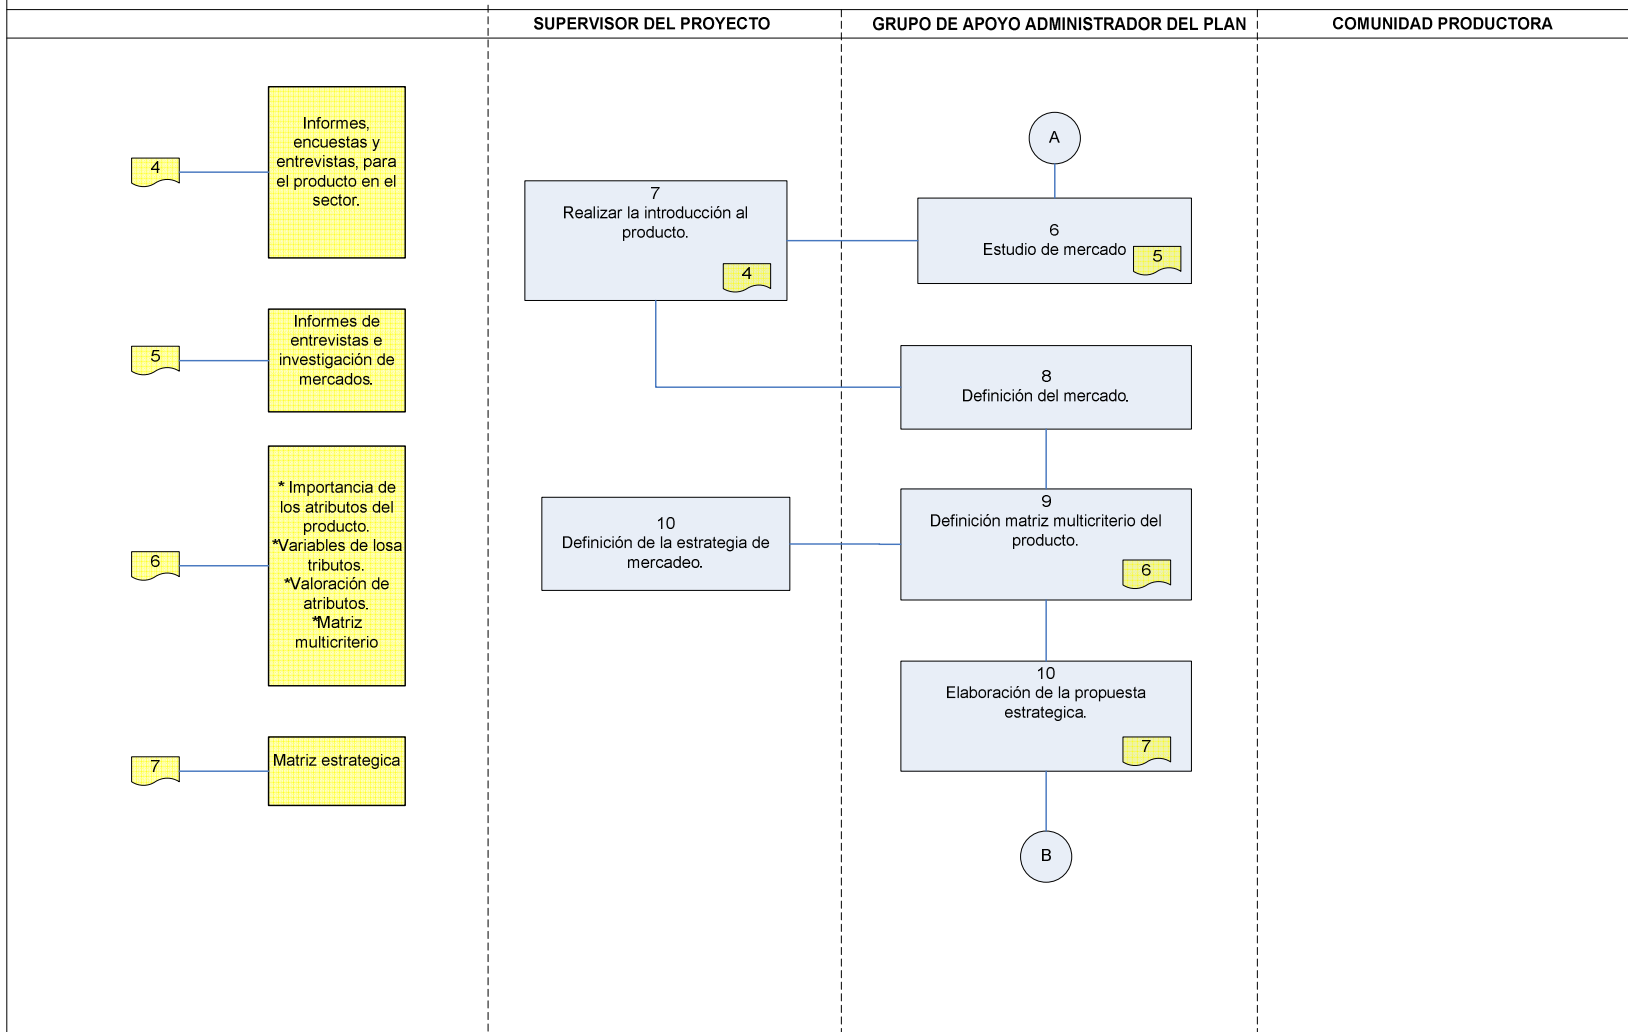 SUPERVISOR DEL PROYECTO
GRUPO DE APOYO ADMINISTRADOR DEL PLAN
COMUNIDAD PRODUCTORA
4
Informes,
encuestas y
entrevistas, para
el producto en el
sector.
5
Informes de
entrevistas e
investigación de
mercados.
6
* Importancia de
los atributos del
producto.
*Variables de losa
tributos.
*Valoración de
atributos.
*Matriz
multicriterio
7
Matriz estrategica
A
6
Estudio de mercado
5
7
Realizar la introducción al
producto.
4
8
Definición del mercado.
9
Definición matriz multicriterio del
producto.
6
10
Definición de la estrategia de
mercadeo.
10
Elaboración de la propuesta
estrategica.
7
B